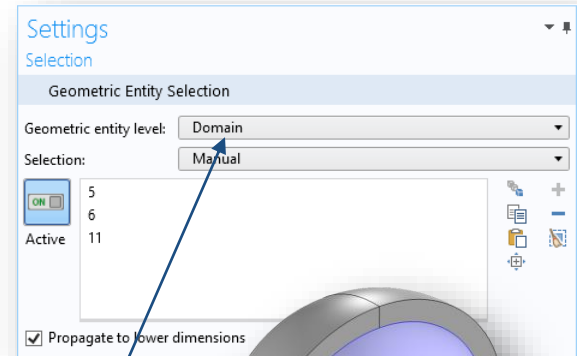 Settings
Selection
Geometric Entity Selection
Geometric entity level: Domain
Selection: Manual
ON
5
6
11
Active
Propagate to lower dimensions